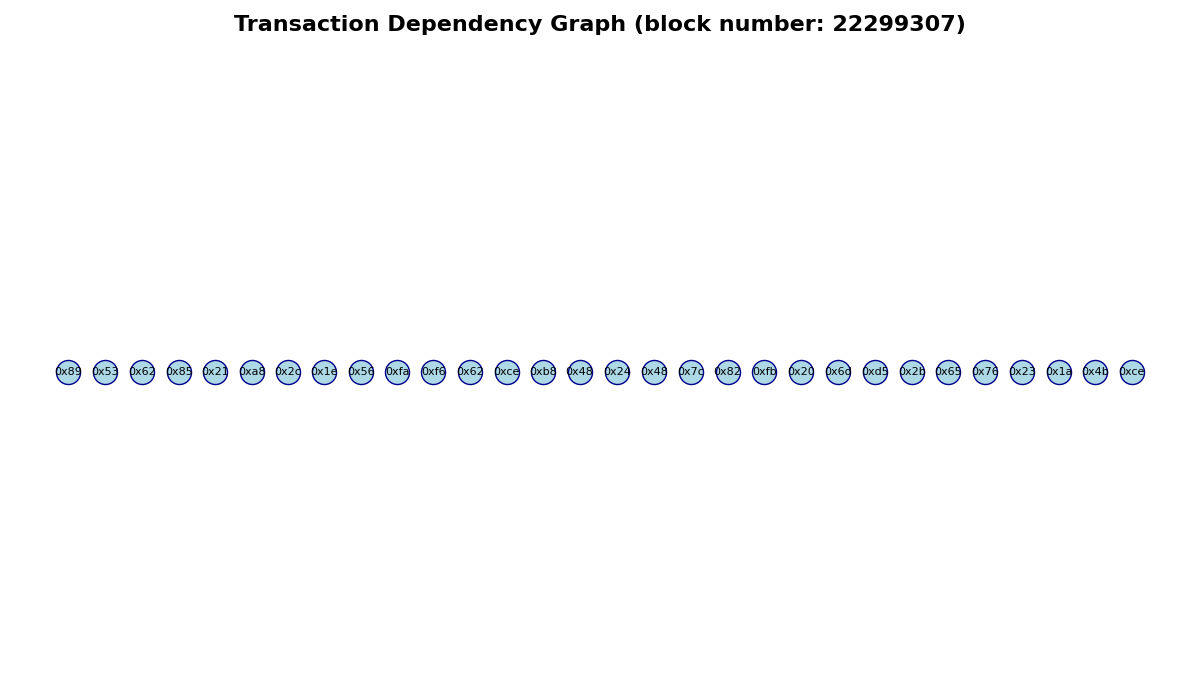 Transaction Dependency Graph (block number: 22299307)
0x89 0x53 0x62 0x85 0x21 0xa8 0x2c 0x1e 0x56 0xfa 0xf6 0x62 0xce 0xb8 0x48 0x24 0x48 0x7c 0x82 0xfb 0x20 0x6d 0xd5 0x2b 0x65 0x76 0x23 0x1a 0x4b 0xce